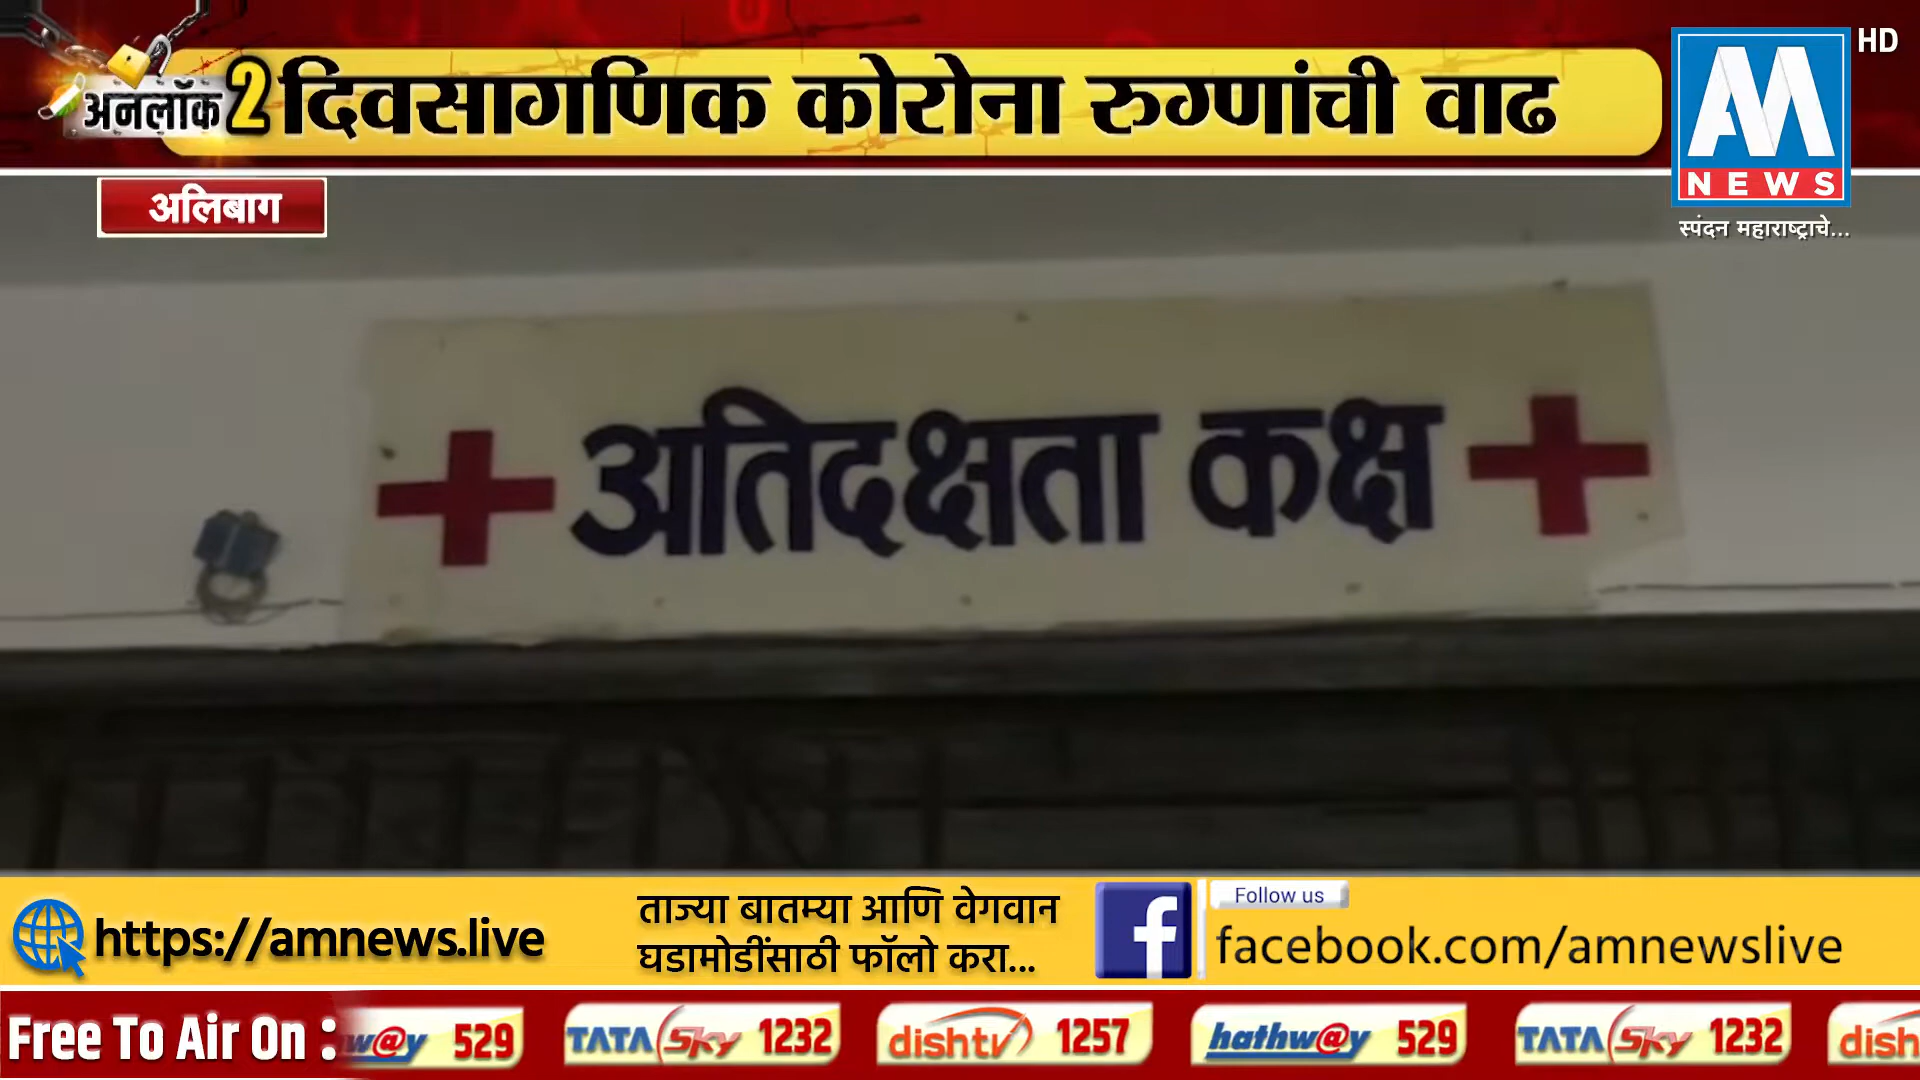 अनलॉक 2 दिवसागणिक कोरोना रुग्णांची वाढ
AM
NEWS
HD
स्पंदन महाराष्ट्राचे...
अलिबाग
अतिदक्षता कक्ष
https://amnews.live
ताज्या बातम्या आणि वेगवान
घडामोडींसाठी फॉलो करा...
f
Follow us
facebook.com/amnewslive
Free To Air On : w@y 529 TATA Sky 1232 dishtv 1257 hathw@y 529 TATA Sky 1232 dish